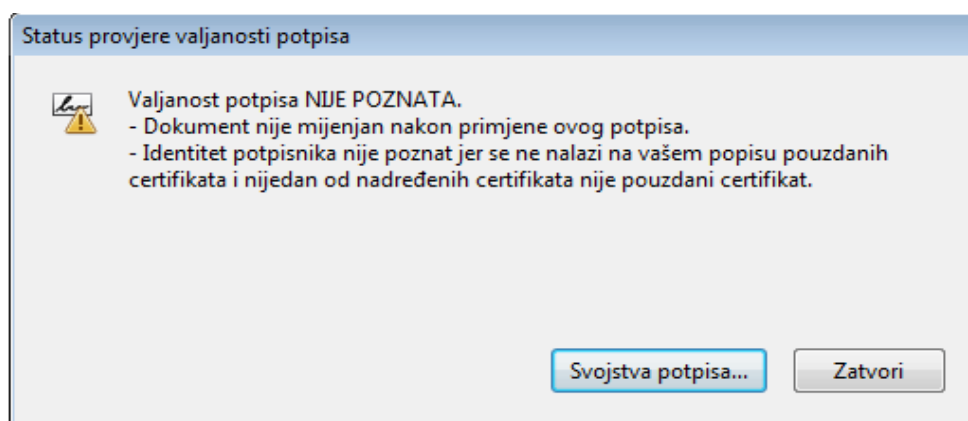 Status provjere valjanosti potpisa
Valjanost potpisa NIJE POZNATA.
- Dokument nije mijenjan nakon primjene ovog potpisa.
- Identitet potpisnika nije poznat jer se ne nalazi na vašem popisu pouzdanih
certifikata i nijedan od nadređenih certifikata nije pouzdani certifikat.
Svojstva potpisa...
Zatvori